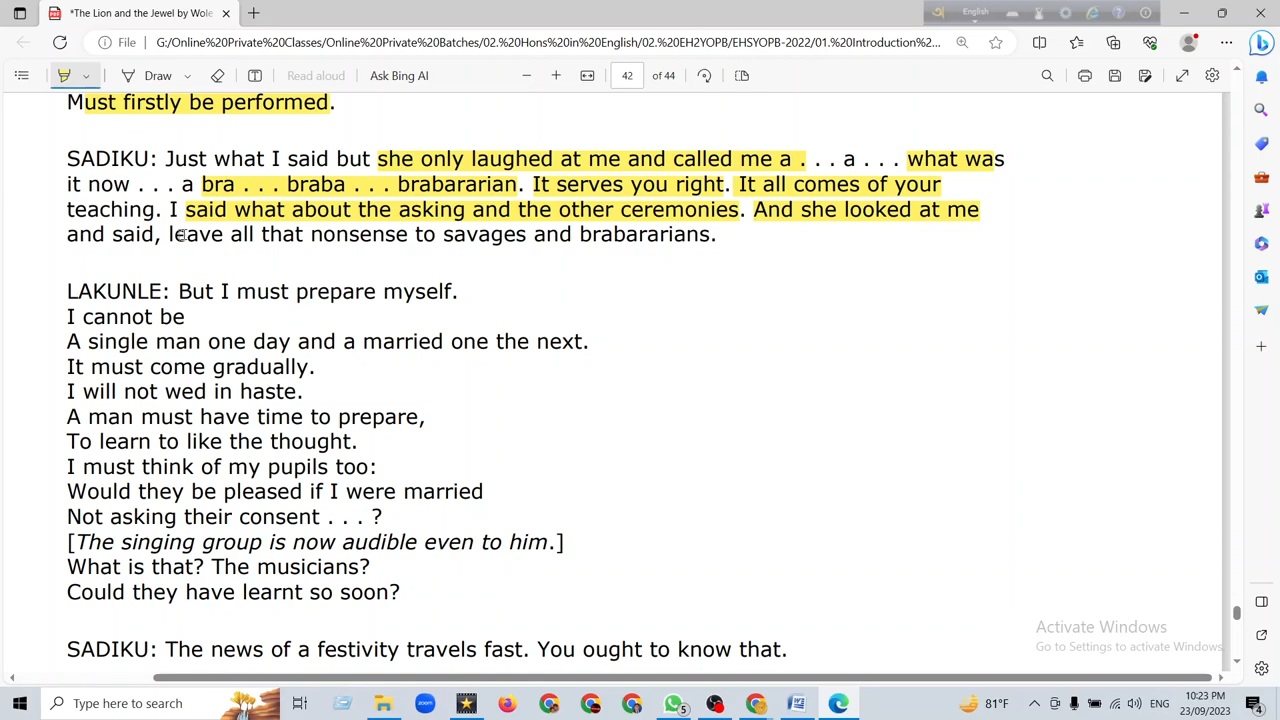 *The Lion and the Jewel by Wole
English
File
G:/Online%20Private%20Classes/Online%20Private%20Batches/02.%20Hons%20in%20English/02.%20EH2YOPB/EHSYOPB-2022/01.%20Introduction%...
Draw
Read aloud
Ask Bing AI
42 of 44
Must firstly be performed.
SADIKU: Just what I said but she only laughed at me and called me a . . . a . . . what was
it now . . . a bra . . . braba . . . brabararian. It serves you right. It all comes of your
teaching. I said what about the asking and the other ceremonies. And she looked at me
and said, leave all that nonsense to savages and brabararians.
LAKUNLE: But I must prepare myself.
I cannot be
A single man one day and a married one the next.
It must come gradually.
I will not wed in haste.
A man must have time to prepare,
To learn to like the thought.
I must think of my pupils too:
Would they be pleased if I were married
Not asking their consent . . . ?
[The singing group is now audible even to him.]
What is that? The musicians?
Could they have learnt so soon?
SADIKU: The news of a festivity travels fast. You ought to know that.
Activate Windows
Go to Settings to activate Windows.
Type here to search
zoom
5
81°F
ENG
10:23 PM
23/09/2023
4